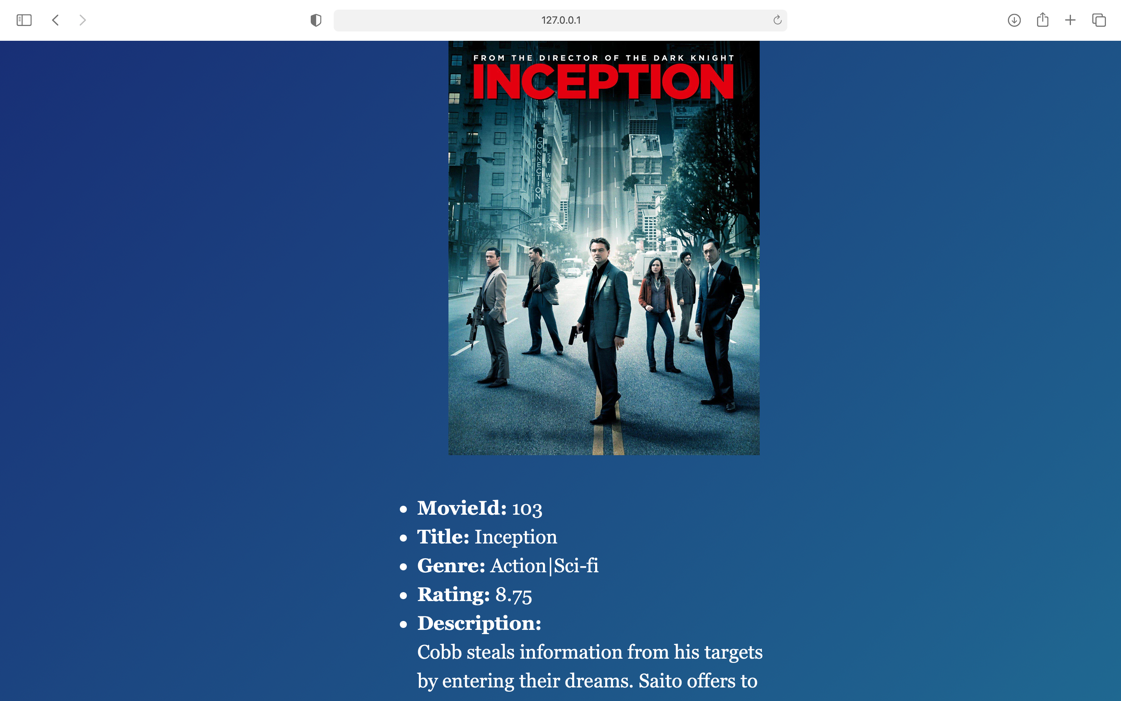 127.0.0.1
FROM THE DIRECTOR OF THE DARK KNIGHT
INCEPTION
MovieId: 103
Title: Inception
Genre: Action|Sci-fi
Rating: 8.75
Description:
Cobb steals information from his targets
by entering their dreams. Saito offers to